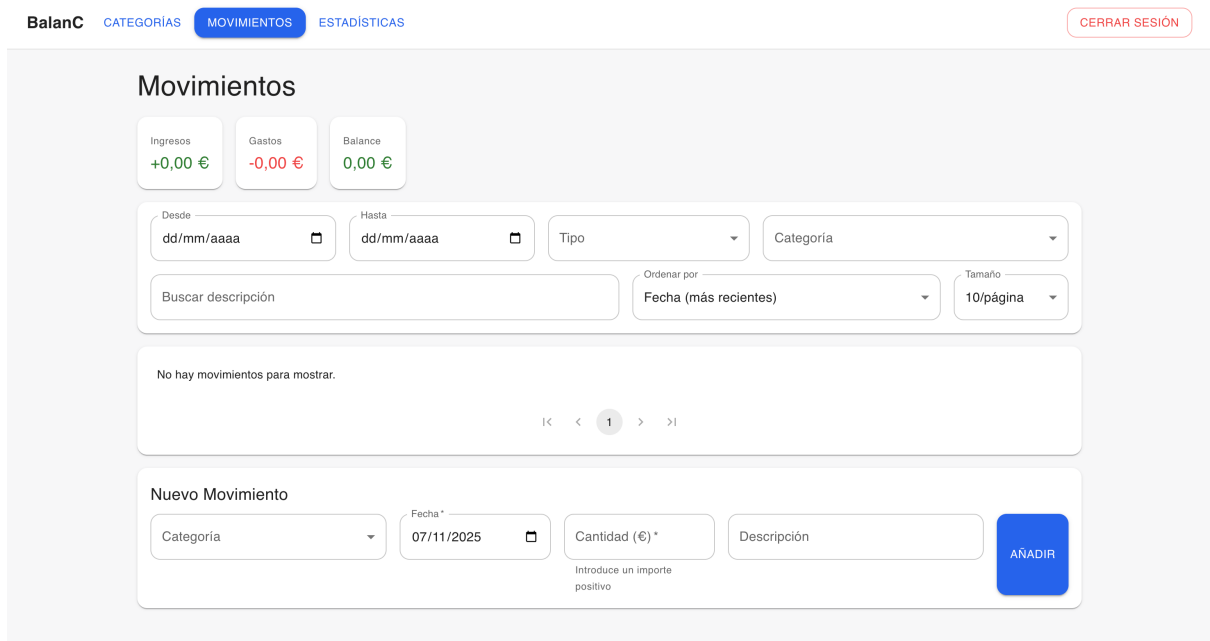 BalanC CATEGORÍAS MOVIMIENTOS ESTADÍSTICAS CERRAR SESIÓN
Movimientos
Ingresos Gastos Balance
+0,00 € -0,00 € 0,00 €
Desde Hasta
dd/mm/aaaa dd/mm/aaaa Tipo Categoría
Ordenar por Tamaño
Buscar descripción Fecha (más recientes) 10/página
No hay movimientos para mostrar.
1
Nuevo Movimiento
Fecha *
Categoría 07/11/2025 Cantidad (€) * Descripción
AÑADIR
Introduce un importe
positivo